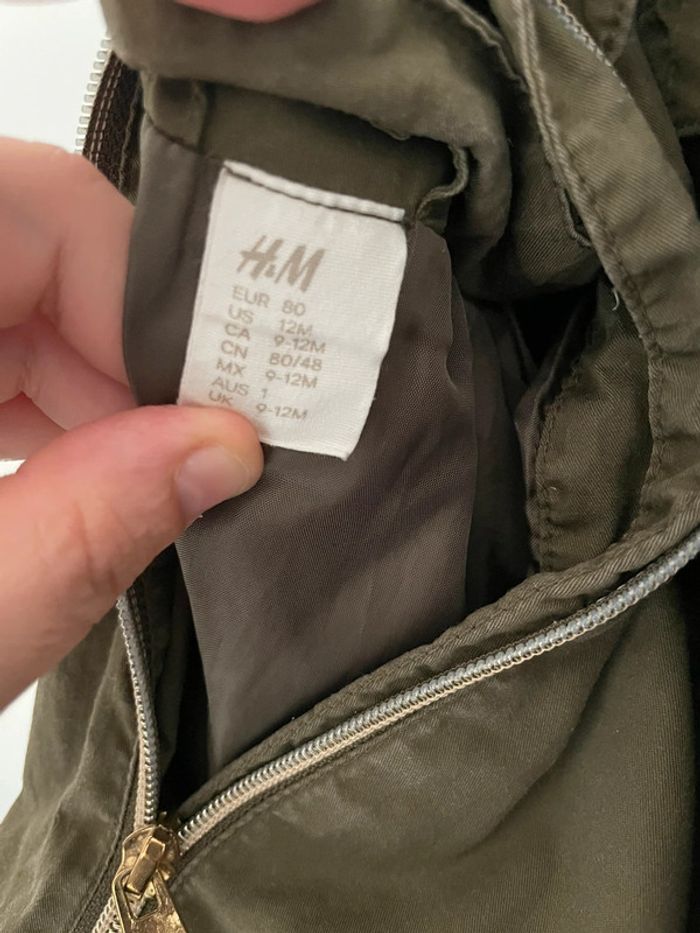 H&M
EUR 80
US 12M
CA 9-12M
CN 80/48
MX 9-12M
AUS 1
UK 9-12M